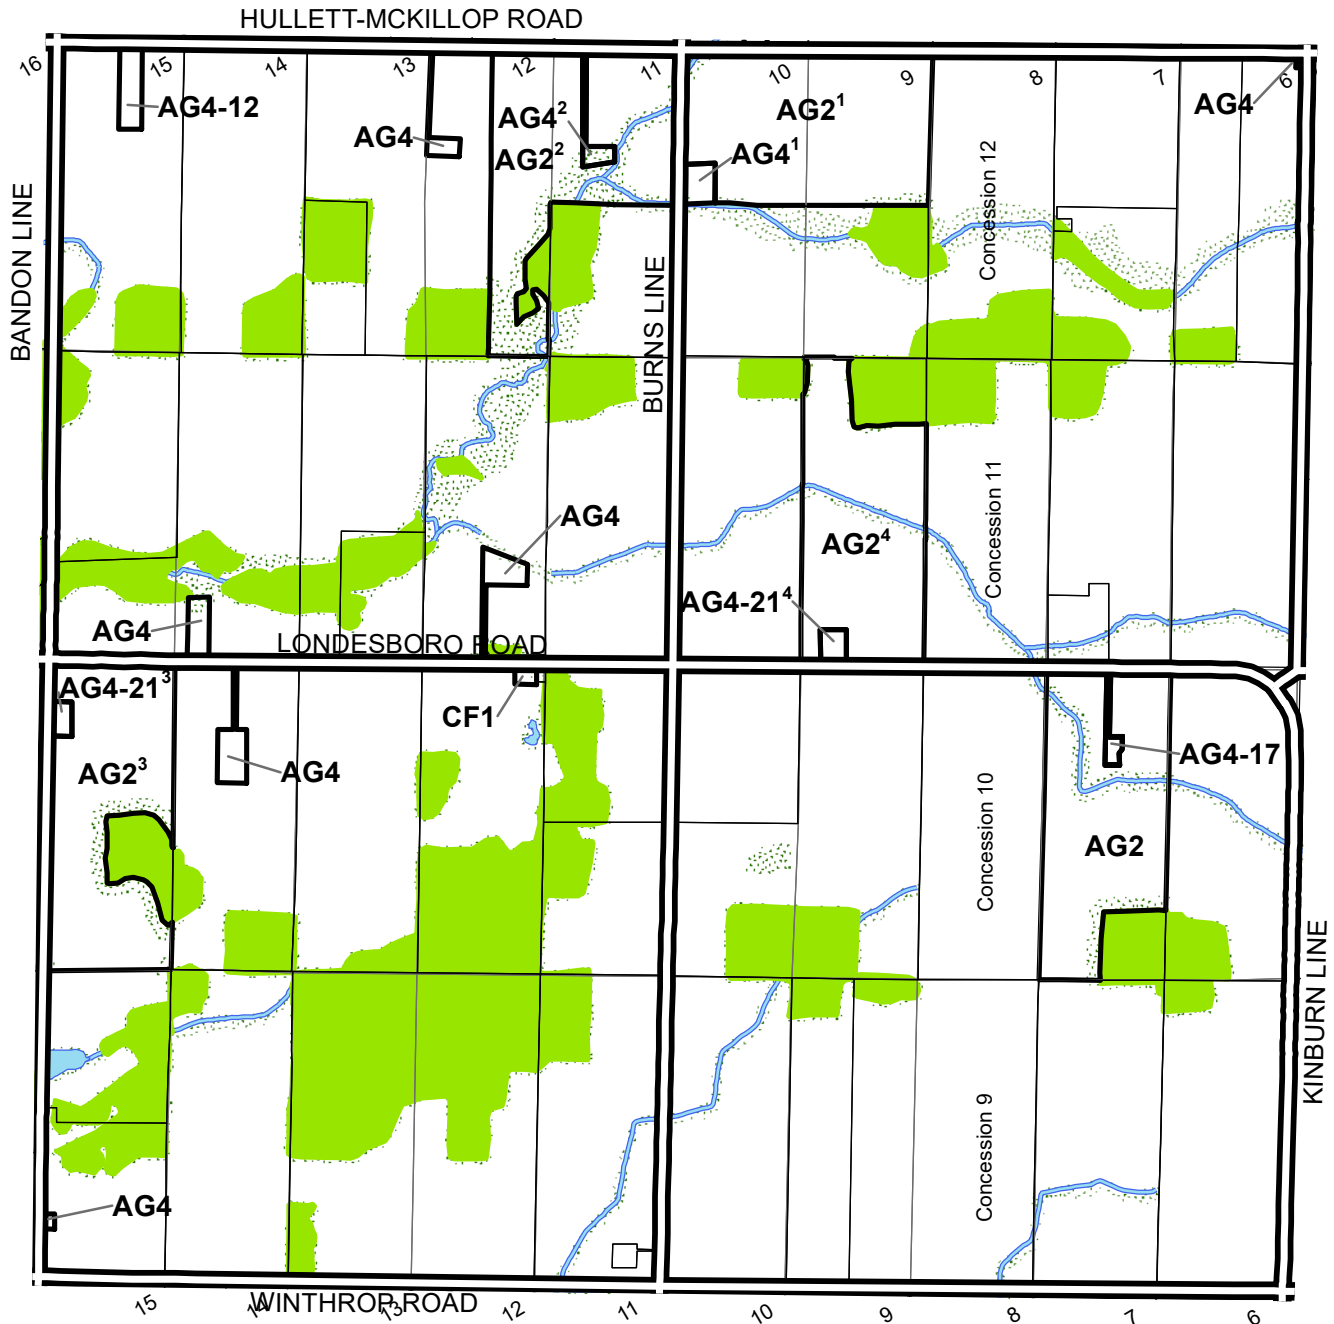 HULLETT-MCKILLOP ROAD
16
15
14
13
12
11
10
9
8
7
6
AG4-12
AG4
AG4²
AG2²
AG2¹
AG4¹
AG4
Concession 12
BANDON LINE
BURNS LINE
Concession 11
AG4
AG2⁴
AG4-21⁴
AG4
LONDESBORO ROAD
AG4-21³
CF1
AG4-17
AG2³
AG4
Concession 10
AG2
KINBURN LINE
Concession 9
AG4
WINTHROP ROAD
15
14
13
12
11
10
9
8
7
6